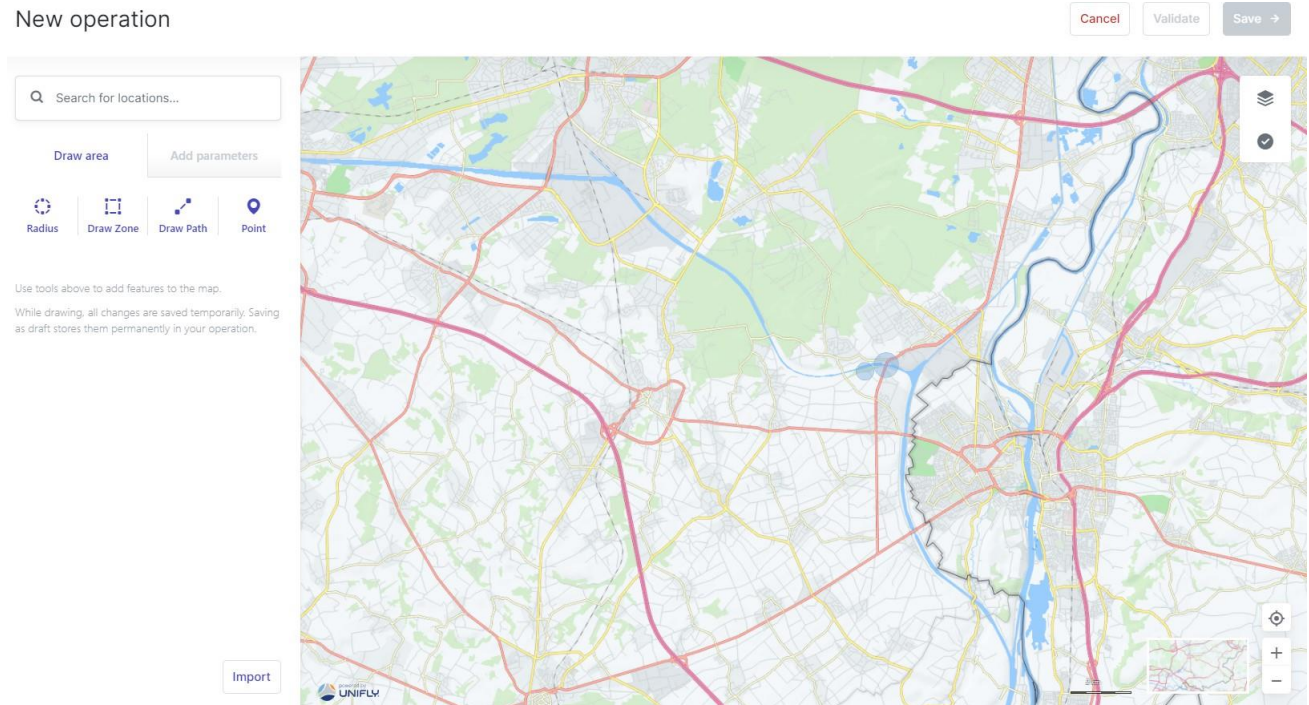 New operation
Cancel
Validate
Save →
Search for locations...
Draw area
Add parameters
Radius
Draw Zone
Draw Path
Point
Use tools above to add features to the map.
While drawing, all changes are saved temporarily. Saving
as draft stores them permanently in your operation.
Import
powered by
UNIFLY